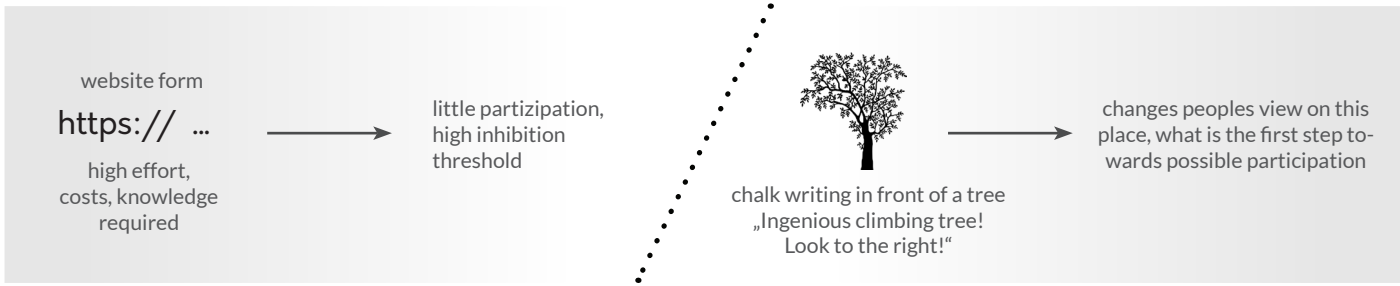 website form
https:// ...
high effort,
costs, knowledge
required
little partizipation,
high inhibition
threshold
chalk writing in front of a tree
„Ingenious climbing tree!
Look to the right!“
changes peoples view on this
place, what is the first step to-
wards possible participation